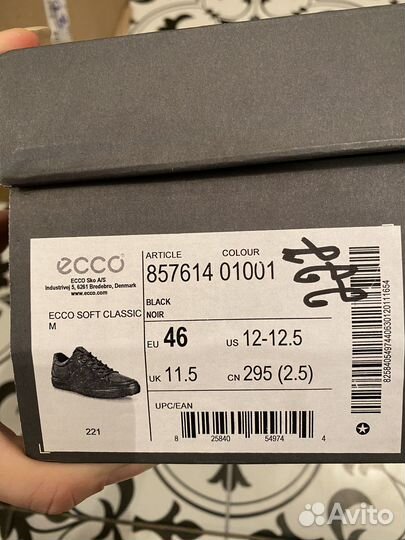 ecco
ECCO Sko A/S
Industrivej 5, 6261 Bredebro, Denmark
www.ecco.com
ARTICLE COLOUR
857614 01001
BLACK
NOIR
ECCO SOFT CLASSIC
M
EU 46 US 12-12.5
UK 11.5 CN 295 (2.5)
221
UPC/EAN
8 25840 54974 4
825840549744063012011654
Avito